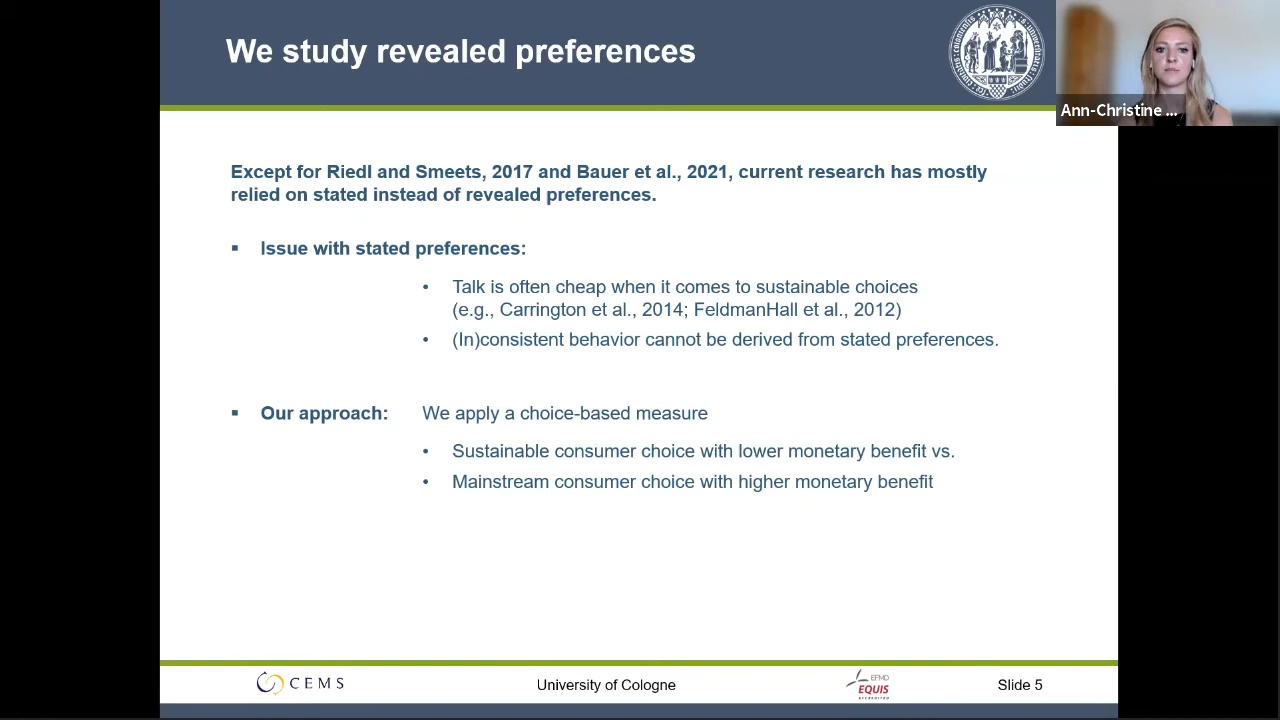 We study revealed preferences
Ann-Christine ...
Except for Riedl and Smeets, 2017 and Bauer et al., 2021, current research has mostly
relied on stated instead of revealed preferences.
▪ Issue with stated preferences:
• Talk is often cheap when it comes to sustainable choices
(e.g., Carrington et al., 2014; FeldmanHall et al., 2012)
• (In)consistent behavior cannot be derived from stated preferences.
▪ Our approach: We apply a choice-based measure
• Sustainable consumer choice with lower monetary benefit vs.
• Mainstream consumer choice with higher monetary benefit
CEMS
University of Cologne
EFMD
EQUIS
ACCREDITED
Slide 5